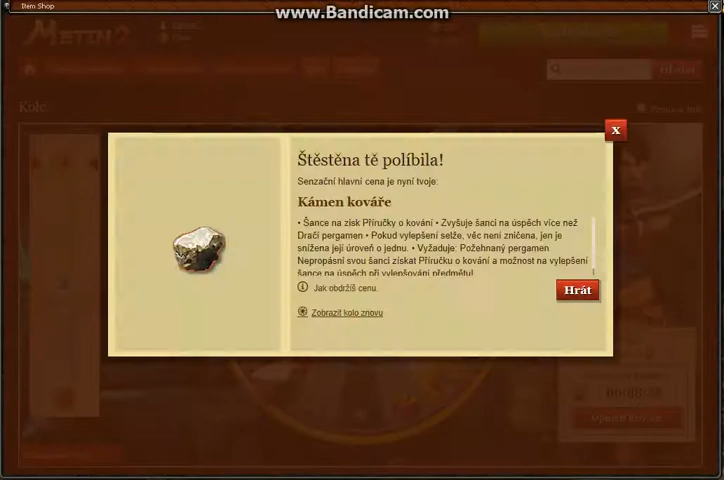 Item Shop
www.Bandicam.com
METIN2
Hledat
Kolo
x
Štěstěna tě políbila!
Senzační hlavní cena je nyní tvoje:
Kámen kováře
• Šance na zisk Příručky o kování • Zvyšuje šanci na úspěch více než
Dračí pergamen • Pokud vylepšení selže, věc není zničena, jen je
snížena její úroveň o jednu. • Vyžaduje: Požehnaný pergamen
Nepropásni svou šanci získat Příručku o kování a možnost na vylepšení
šance na úspěch při vylepšování předmětu!
Jak obdržíš cenu.
Hrát
Zobrazit kolo znovu